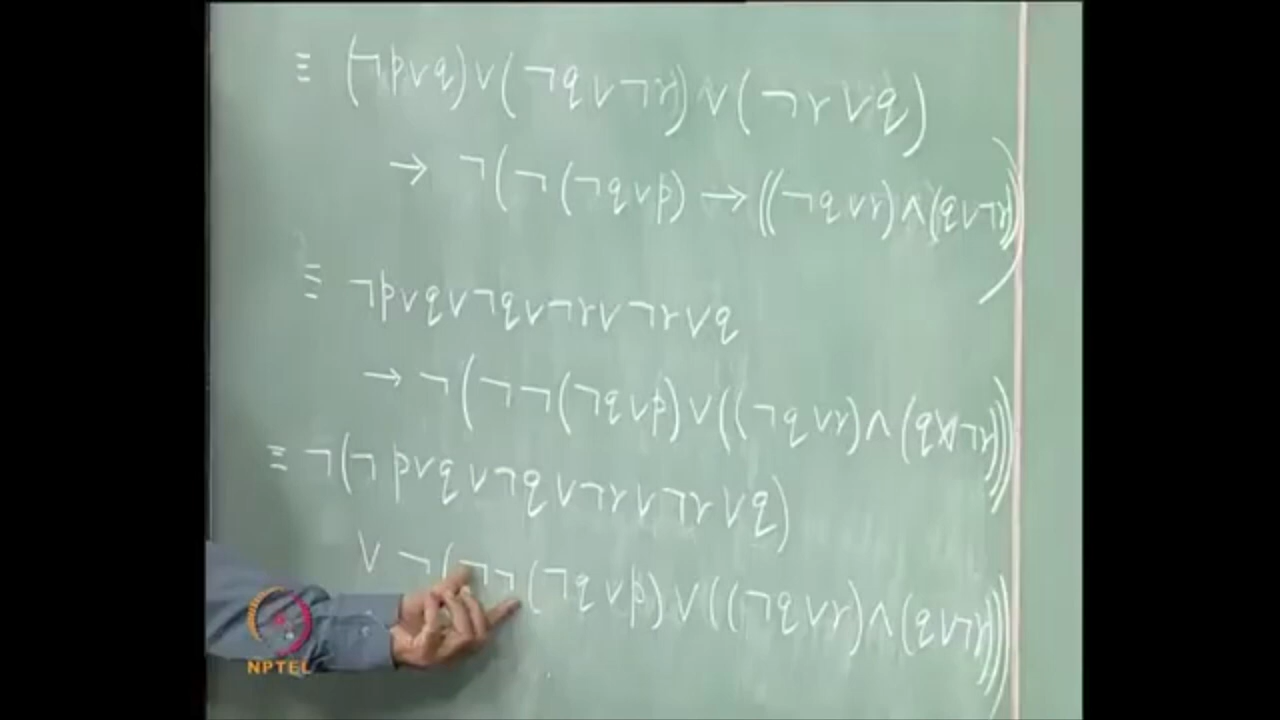 ≡ (¬p∨q)∨(¬q∨¬r)∨(¬r∨q)
→ ¬(¬(¬q∨p)→((¬q∨r)∧(q∨¬r)))
≡ ¬p∨q∨¬q∨¬r∨¬r∨q
→¬(¬¬(¬q∨p)∨((¬q∨r)∧(q∨¬r)))
≡ ¬(¬p∨q∨¬q∨¬r∨¬r∨q)
∨ ¬(¬¬(¬q∨p)∨((¬q∨r)∧(q∨¬r)))
NPTEL